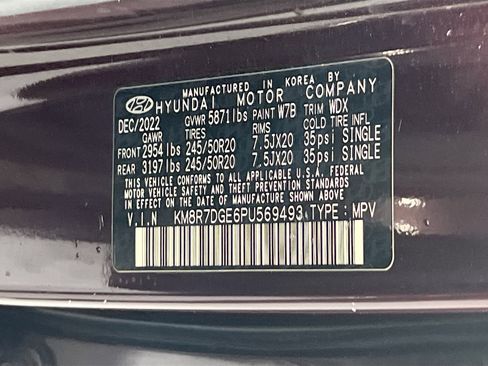 MANUFACTURED IN KOREA BY
HYUNDAI MOTOR COMPANY
DEC/2022 GVWR 5871lbs PAINT W7B TRIM WDX
GAWR TIRES RIMS COLD TIRE INFL
FRONT 2954 lbs 245/50R20 7.5JX20 35psi SINGLE
REAR 3197 lbs 245/50R20 7.5JX20 35psi SINGLE
THIS VEHICLE CONFORMS TO ALL APPLICABLE U.S.A. FEDERAL
MOTOR VEHICLE SAFETY, BUMPER, AND THEFT PREVENTION STANDARDS
IN EFFECT ON THE DATE OF MANUFACTURE SHOWN ABOVE.
V.I.N KM8R7DGE6PU569493 TYPE : MPV